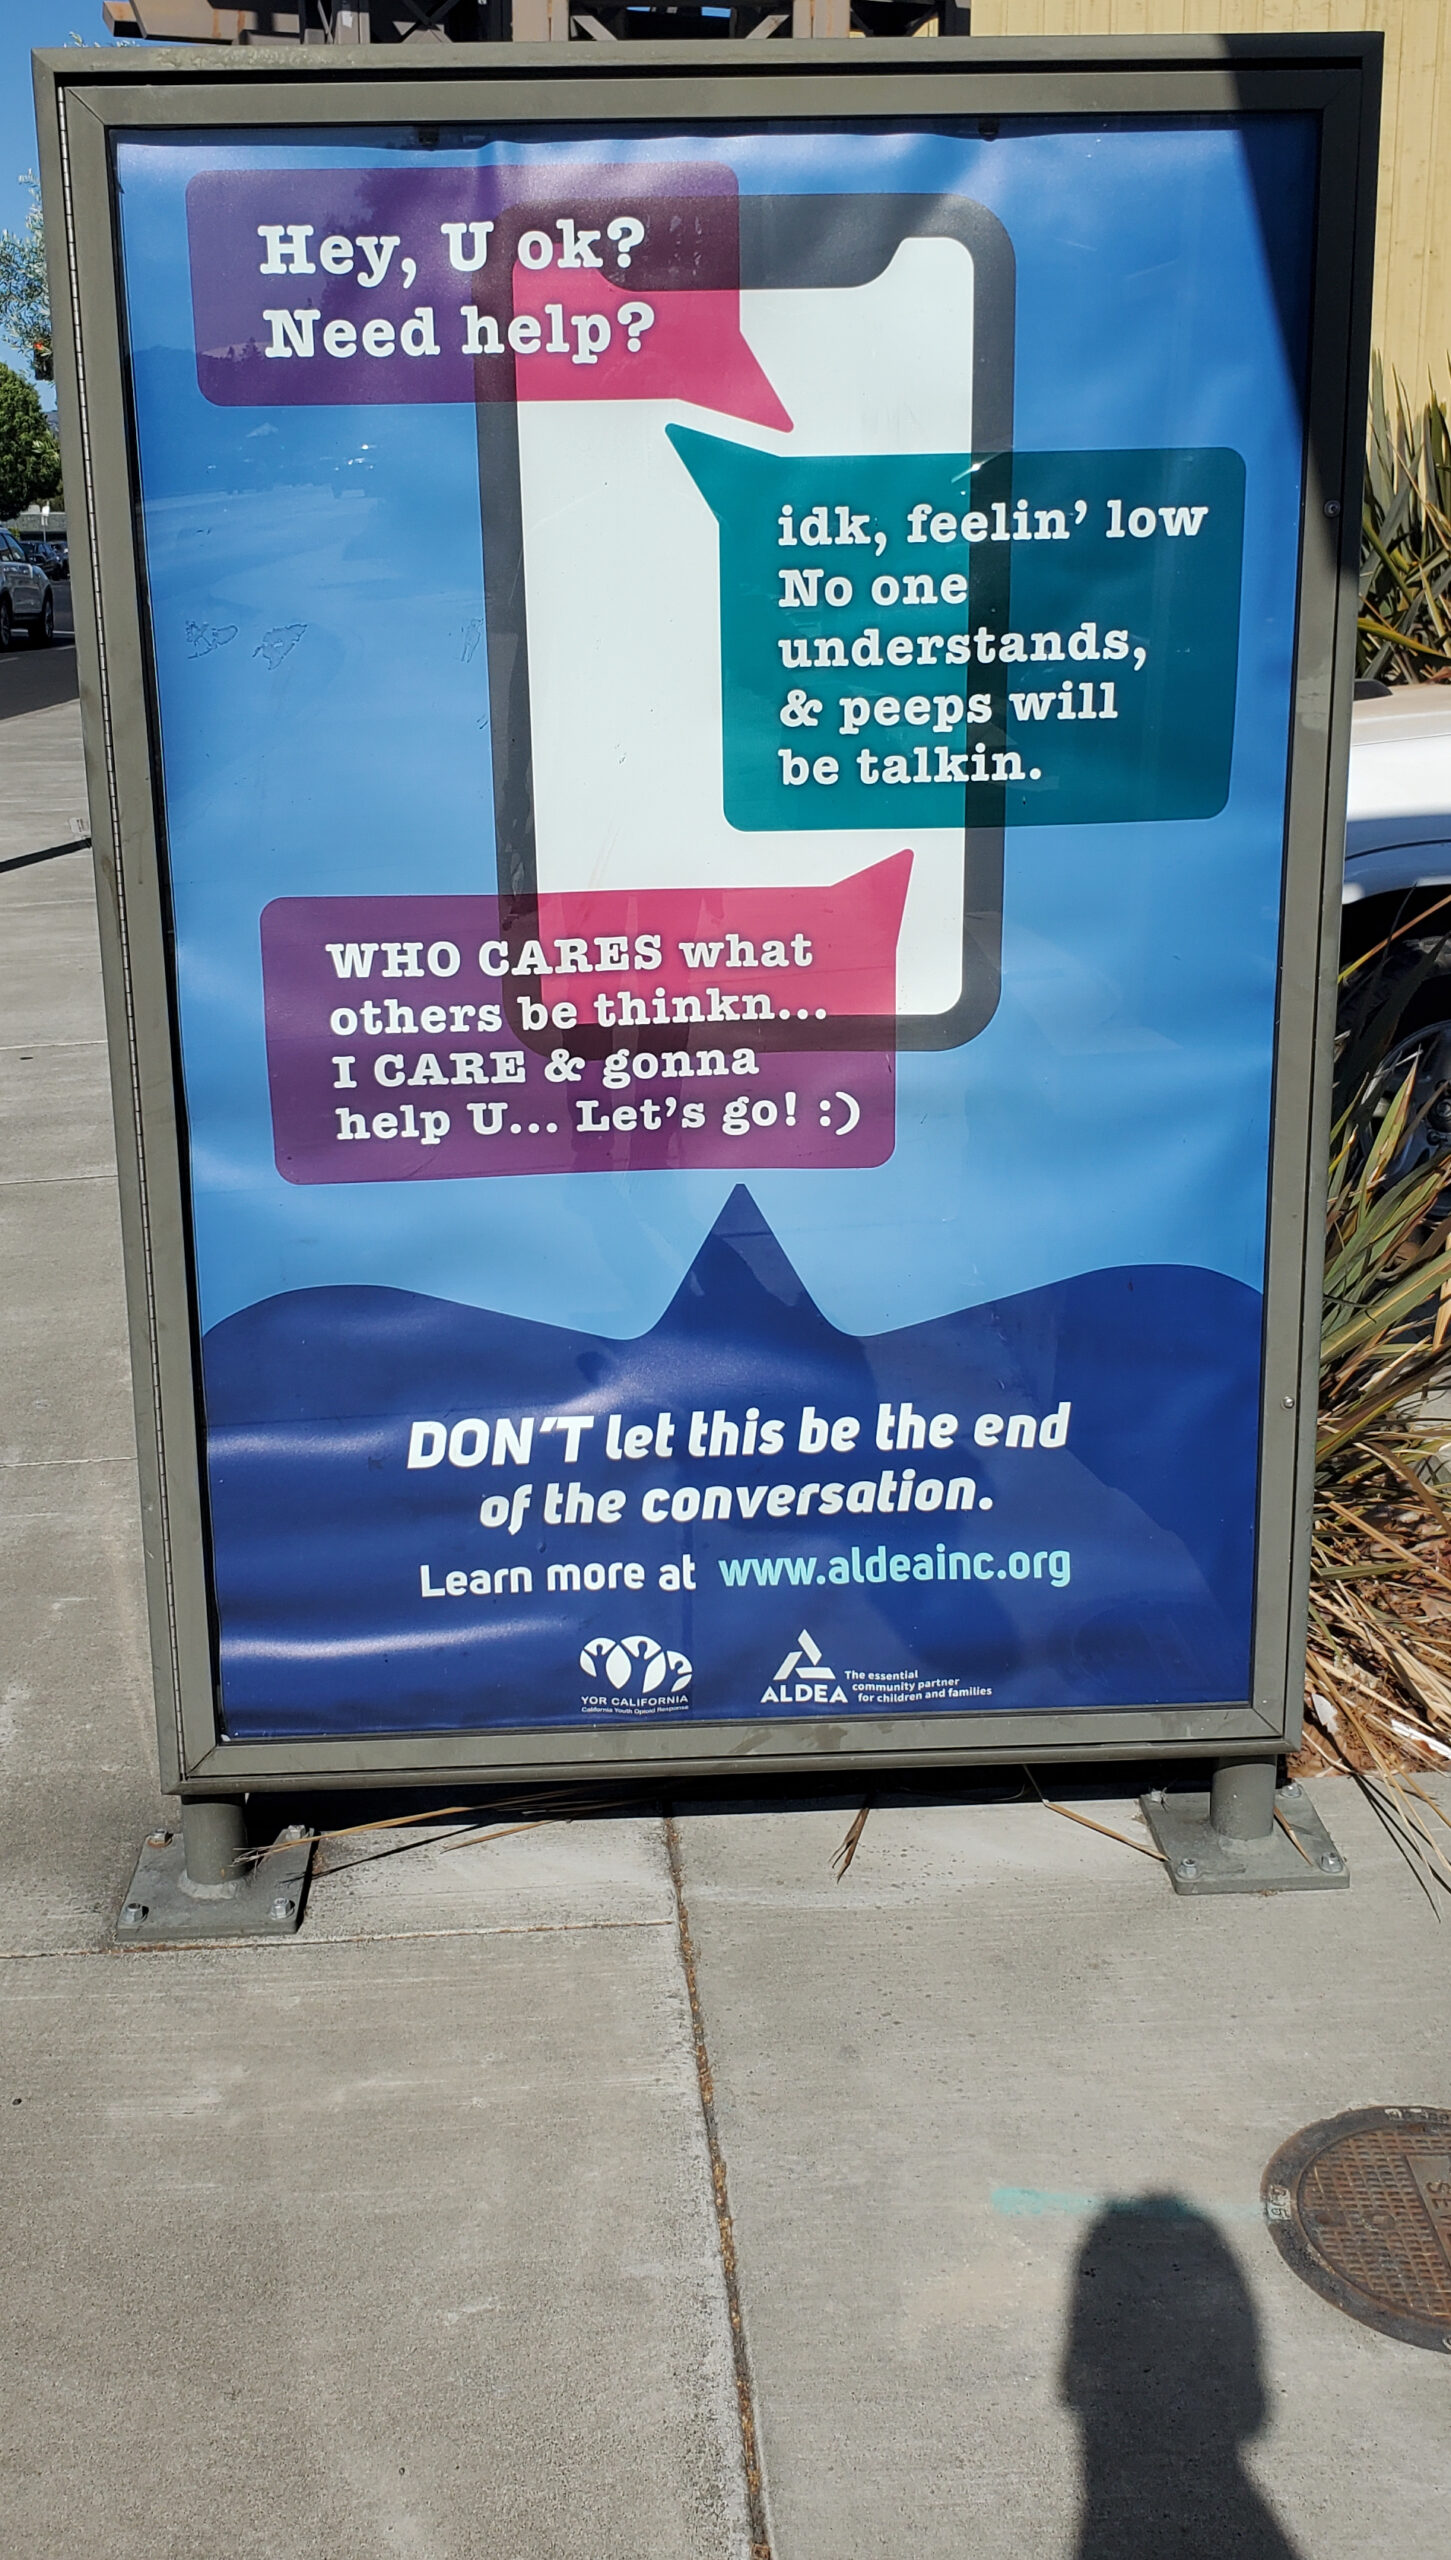 Hey, U ok?
Need help?
idk, feelin' low
No one
understands,
& peeps will
be talkin.
WHO CARES what
others be thinkn...
I CARE & gonna
help U... Let's go! :)
DON'T let this be the end
of the conversation.
Learn more at www.aldeainc.org
YOR CALIFORNIA
California Youth Opioid Response
ALDEA
The essential
community partner
for children and families